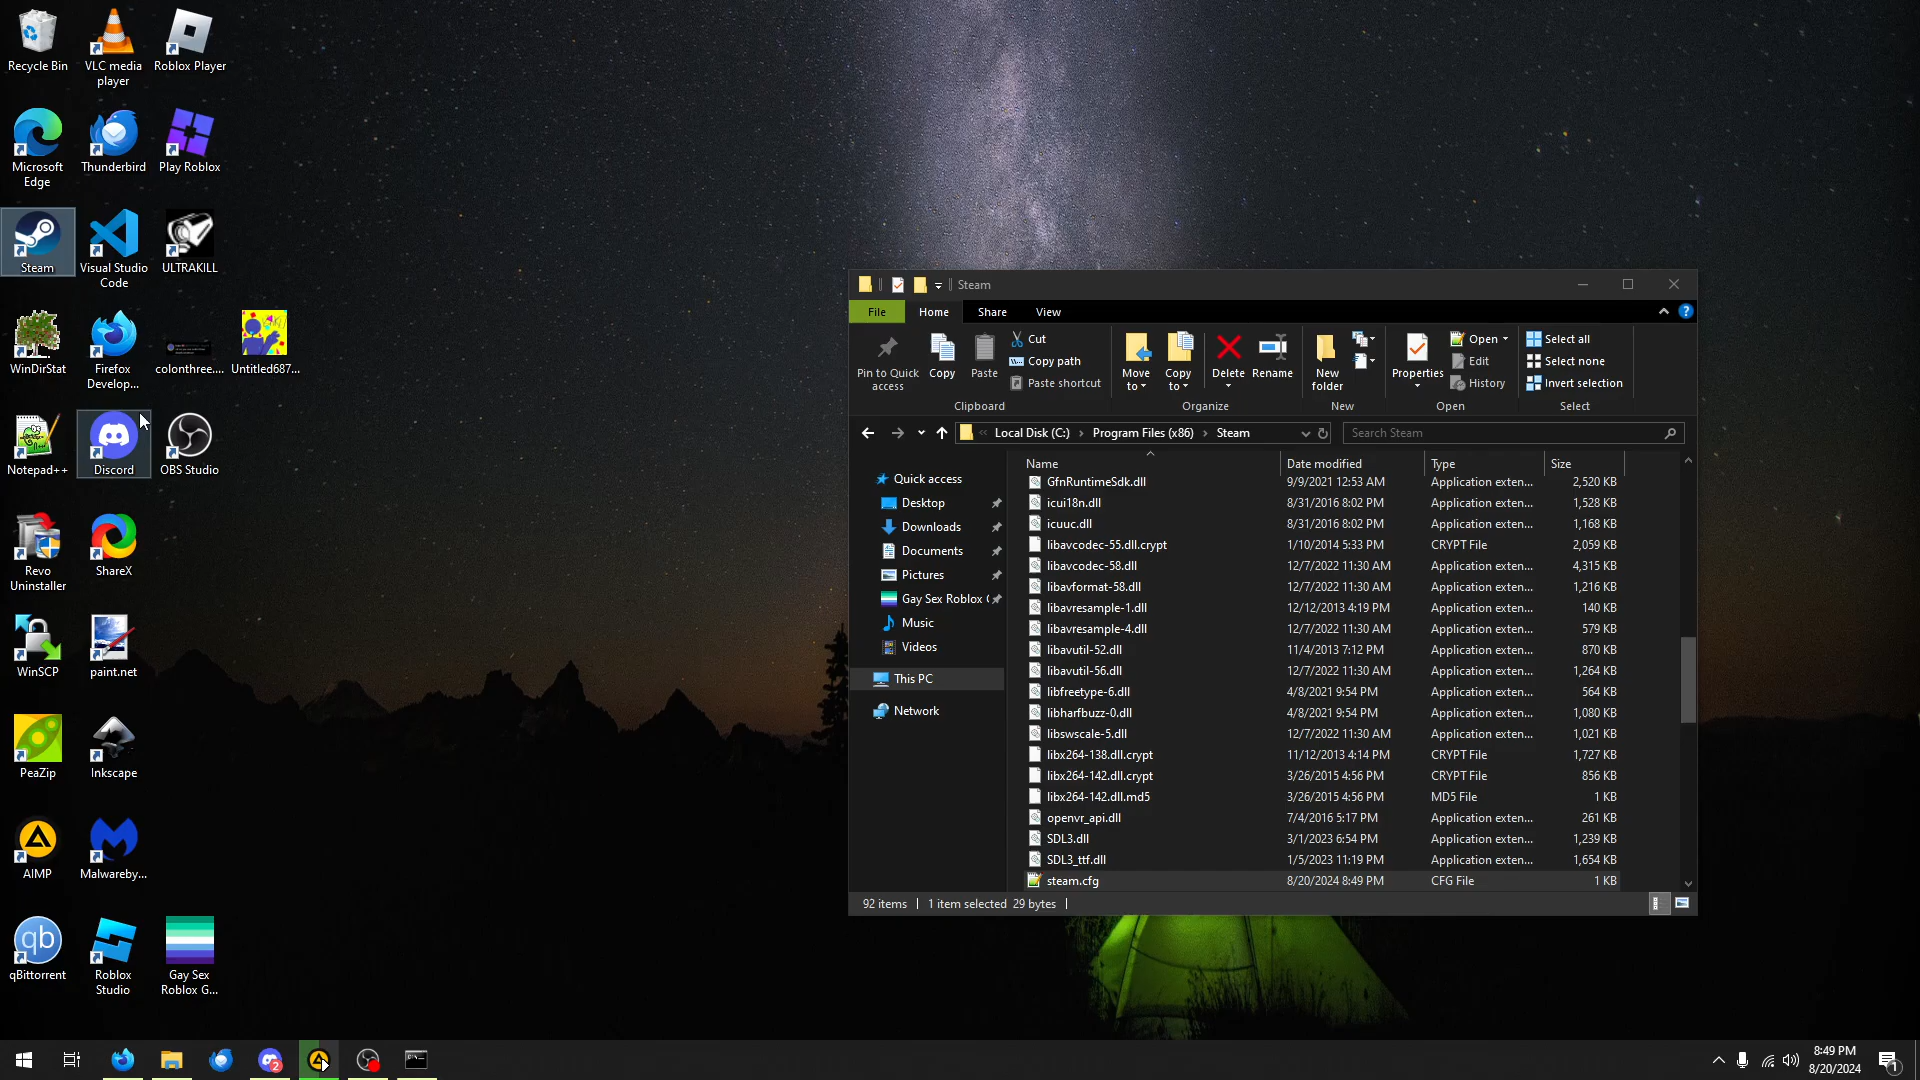 Recycle Bin
VLC media
player
Roblox Player
Microsoft
Edge
Thunderbird
Play Roblox
Steam
Visual Studio
Code
ULTRAKILL
WinDirStat
Firefox
Develop...
colonthree....
Untitled687...
Notepad++
Discord
OBS Studio
Revo
Uninstaller
ShareX
WinSCP
paint.net
PeaZip
Inkscape
AIMP
Malwareby...
qb
qBittorrent
Roblox
Studio
Gay Sex
Roblox G...
Steam
File
Home
Share
View
?
Pin to Quick
access
Copy
Paste
Cut
Copy path
Paste shortcut
Clipboard
Move
to
Copy
to
Delete
Rename
Organize
New
folder
New
Properties
Open
Edit
History
Open
Select all
Select none
Invert selection
Select
« Local Disk (C:) › Program Files (x86) › Steam
Search Steam
Quick access
Desktop
Downloads
Documents
Pictures
Gay Sex Roblox
Music
Videos
This PC
Network
Name Date modified Type Size
GfnRuntimeSdk.dll 9/9/2021 12:53 AM Application exten... 2,520 KB
icui18n.dll 8/31/2016 8:02 PM Application exten... 1,528 KB
icuuc.dll 8/31/2016 8:02 PM Application exten... 1,168 KB
libavcodec-55.dll.crypt 1/10/2014 5:33 PM CRYPT File 2,059 KB
libavcodec-58.dll 12/7/2022 11:30 AM Application exten... 4,315 KB
libavformat-58.dll 12/7/2022 11:30 AM Application exten... 1,216 KB
libavresample-1.dll 12/12/2013 4:19 PM Application exten... 140 KB
libavresample-4.dll 12/7/2022 11:30 AM Application exten... 579 KB
libavutil-52.dll 11/4/2013 7:12 PM Application exten... 870 KB
libavutil-56.dll 12/7/2022 11:30 AM Application exten... 1,264 KB
libfreetype-6.dll 4/8/2021 9:54 PM Application exten... 564 KB
libharfbuzz-0.dll 4/8/2021 9:54 PM Application exten... 1,080 KB
libswscale-5.dll 12/7/2022 11:30 AM Application exten... 1,021 KB
libx264-138.dll.crypt 11/12/2013 4:14 PM CRYPT File 1,727 KB
libx264-142.dll.crypt 3/26/2015 4:56 PM CRYPT File 856 KB
libx264-142.dll.md5 3/26/2015 4:56 PM MD5 File 1 KB
openvr_api.dll 7/4/2016 5:17 PM Application exten... 261 KB
SDL3.dll 3/1/2023 6:54 PM Application exten... 1,239 KB
SDL3_ttf.dll 1/5/2023 11:19 PM Application exten... 1,654 KB
steam.cfg 8/20/2024 8:49 PM CFG File 1 KB
92 items 1 item selected 29 bytes
2
8:49 PM
8/20/2024
1